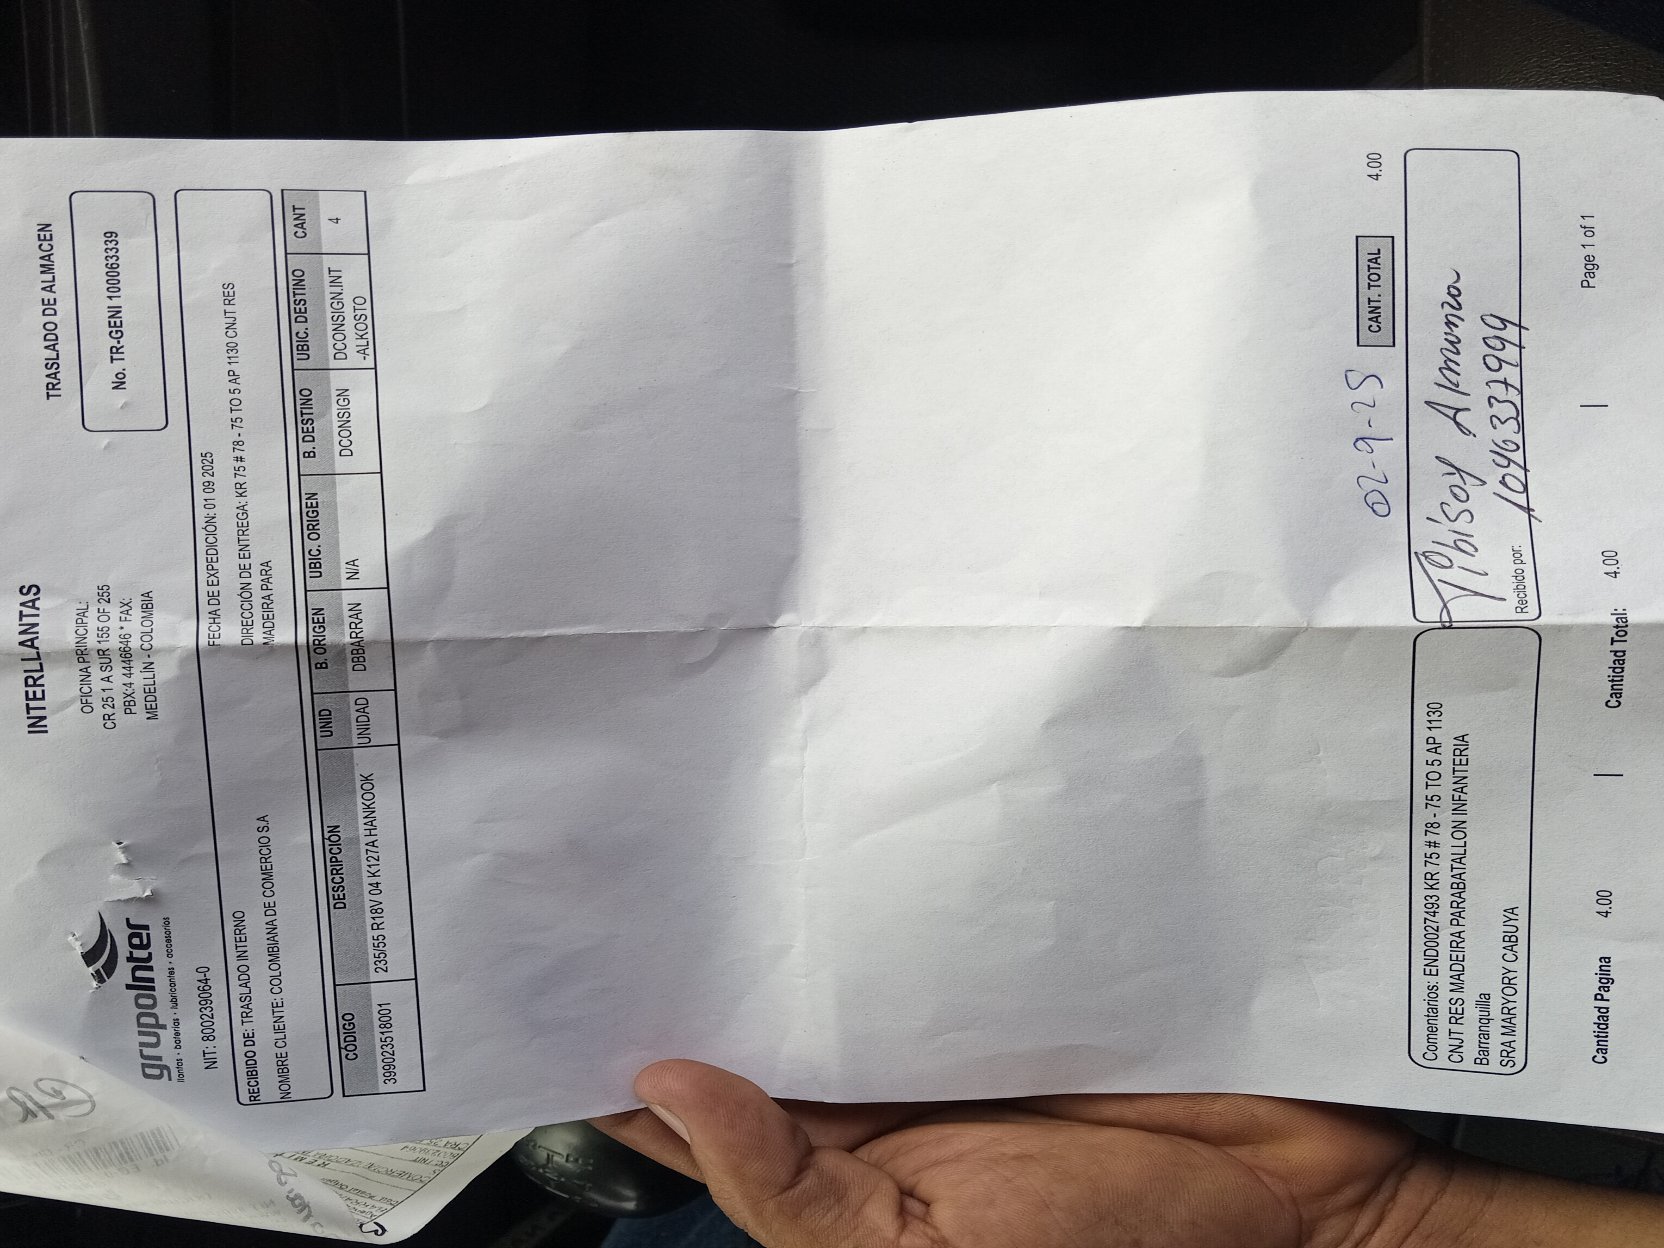 INTERLLANTAS
TRASLADO DE ALMACEN
grupoInter
llantas • baterías • lubricantes • accesorios
OFICINA PRINCIPAL:
CR 25 1 A SUR 155 OF 255
PBX:4 4446646 * FAX:
MEDELLÍN - COLOMBIA
No. TR-GENI 100063339
NIT: 800239064-0
RECIBIDO DE: TRASLADO INTERNO
FECHA DE EXPEDICIÓN: 01 09 2025
NOMBRE CLIENTE: COLOMBIANA DE COMERCIO S.A
DIRECCIÓN DE ENTREGA: KR 75 # 78 - 75 TO 5 AP 1130 CNJT RES
MADEIRA PARA
CÓDIGO DESCRIPCIÓN UNID B. ORIGEN UBIC. ORIGEN B. DESTINO UBIC. DESTINO CANT
399023518001 235/55 R18V 04 K127A HANKOOK UNIDAD DBBARRAN N/A DCONSIGN DCONSIGN.INT 4
-ALKOSTO
02-9-25
CANT. TOTAL 4.00
Comentarios: END0027493 KR 75 # 78 - 75 TO 5 AP 1130
CNJT RES MADEIRA PARABATALLON INFANTERIA
Barranquilla
SRA MARYORY CABUYA
Tibisoy Almunza
1046337999
Recibido por:
Cantidad Pagina 4.00 | Cantidad Total: 4.00 | Page 1 of 1